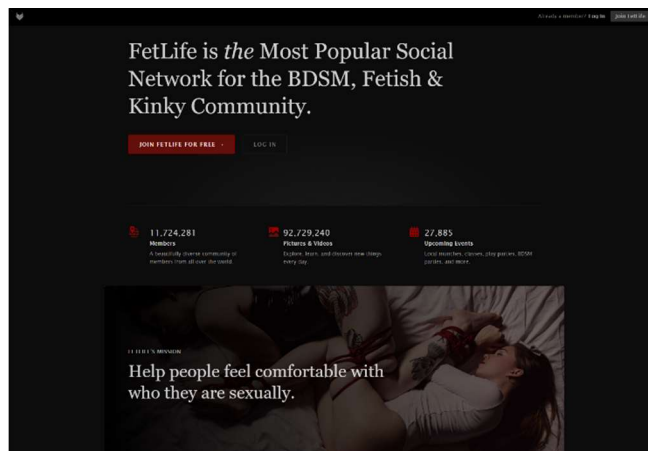 Already a member? Log In
Join FetLife
FetLife is the Most Popular Social
Network for the BDSM, Fetish &
Kinky Community.
JOIN FETLIFE FOR FREE
LOG IN
11,724,281
Members
A beautifully diverse community of
members from all over the world.
92,729,240
Pictures & Videos
Explore, learn, and discover new things
every day.
27,885
Upcoming Events
Local munches, classes, play parties, BDSM
parties, and more.
FETLIFE'S MISSION
Help people feel comfortable with
who they are sexually.